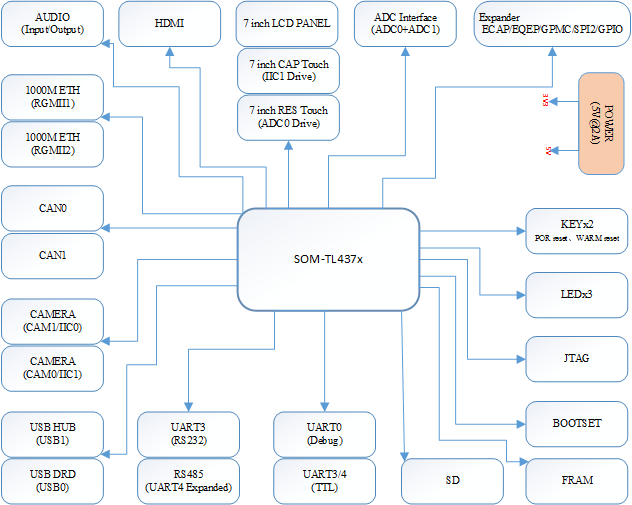 AUDIO
(Input/Output)
HDMI
7 inch LCD PANEL
7 inch CAP Touch
(IIC1 Drive)
7 inch RES Touch
(ADC0 Drive)
ADC Interface
(ADC0+ADC1)
Expander
ECAP/EQEP/GPMC/SPI2/GPIO
1000M ETH
(RGMII1)
1000M ETH
(RGMII2)
3V3
5V
POWER
(5V@2A)
CAN0
CAN1
SOM-TL437x
KEYx2
POR reset、WARM reset
LEDx3
CAMERA
(CAM1/IIC0)
CAMERA
(CAM0/IIC1)
JTAG
USB HUB
(USB1)
USB DRD
(USB0)
UART3
(RS232)
RS485
(UART4 Expanded)
UART0
(Debug)
UART3/4
(TTL)
BOOTSET
SD
FRAM